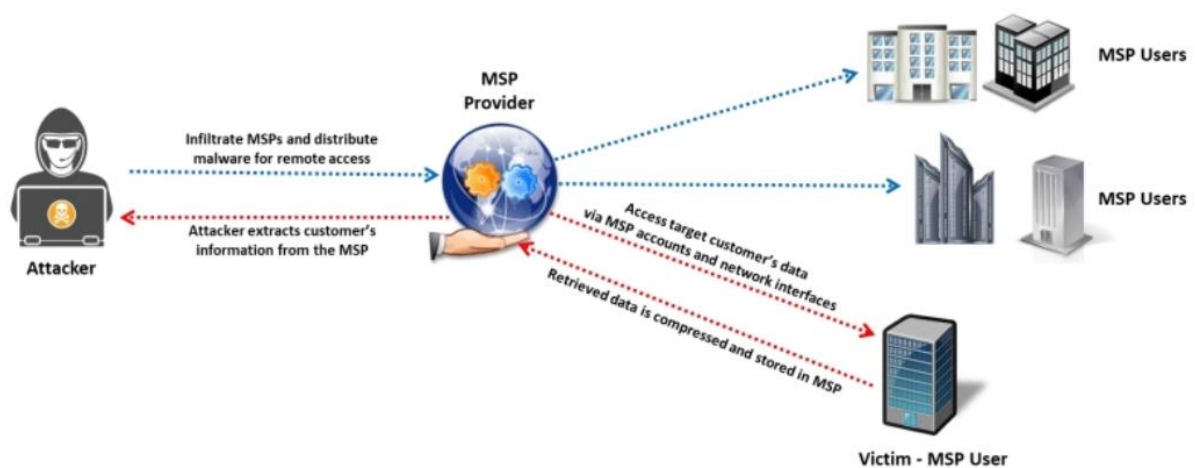 MSP
Provider
MSP Users
Infiltrate MSPs and distribute
malware for remote access
MSP Users
Attacker extracts customer's
information from the MSP
Attacker
Access target customer's data
via MSP accounts and network interfaces
Retrieved data is compressed and stored in MSP
Victim - MSP User